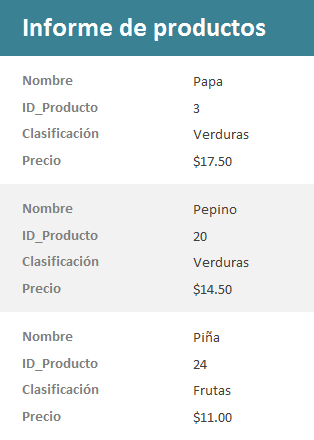 Informe de productos
Nombre Papa
ID_Producto 3
Clasificación Verduras
Precio $17.50
Nombre Pepino
ID_Producto 20
Clasificación Verduras
Precio $14.50
Nombre Piña
ID_Producto 24
Clasificación Frutas
Precio $11.00